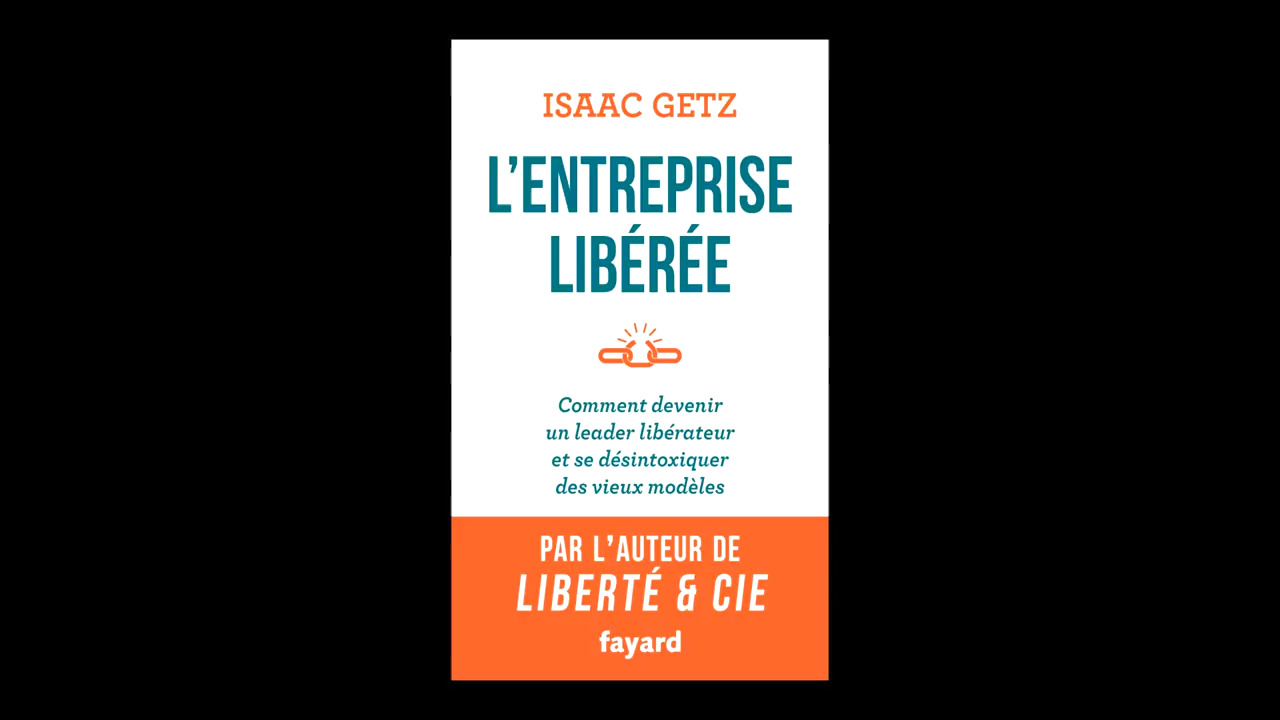 ISAAC GETZ
L'ENTREPRISE
LIBÉRÉE
Comment devenir
un leader libérateur
et se désintoxiquer
des vieux modèles
PAR L'AUTEUR DE
LIBERTÉ & CIE
fayard